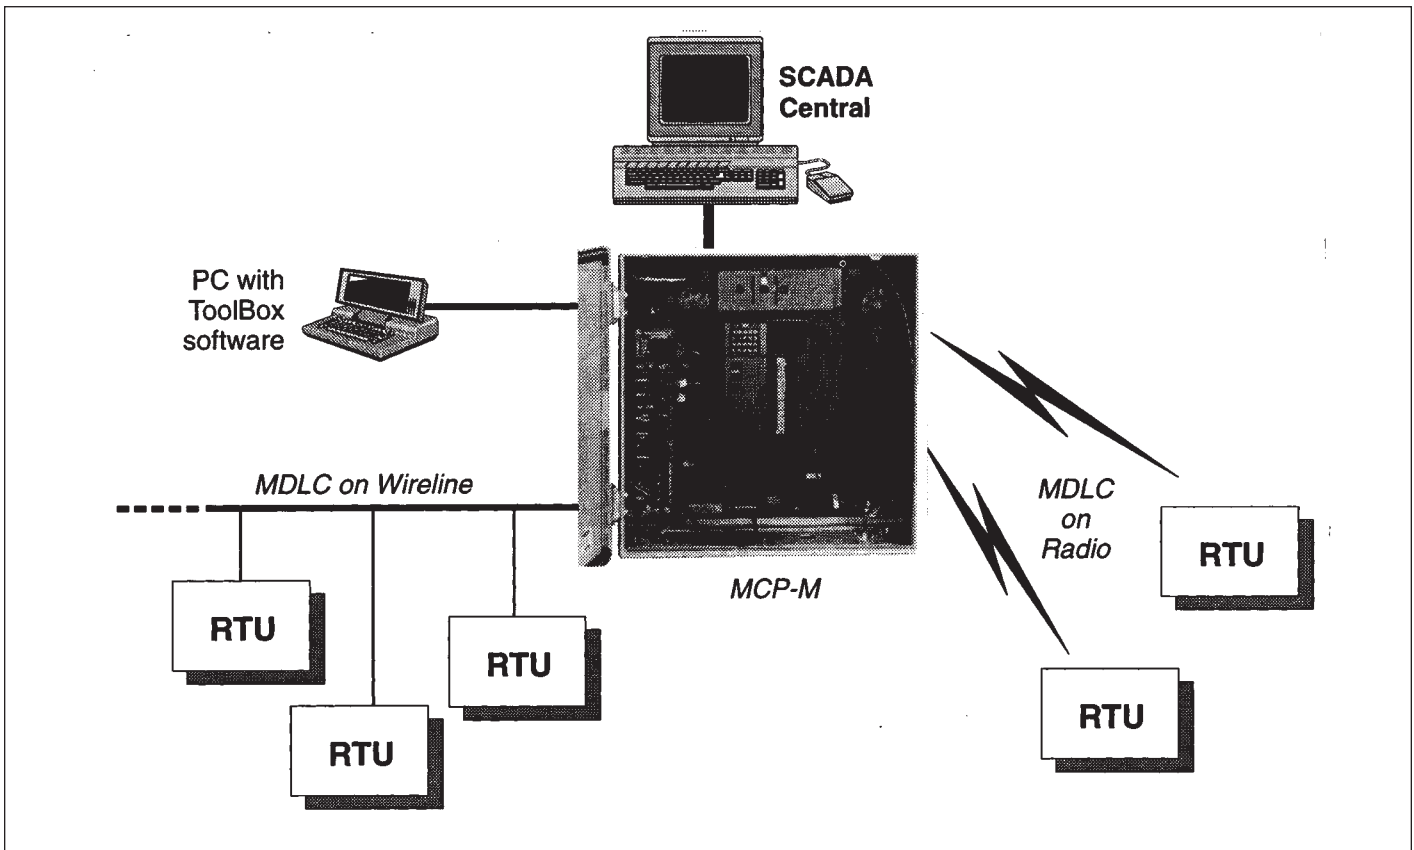 SCADA
Central
PC with
ToolBox
software
MDLC on Wireline
MDLC
on
Radio
RTU
MCP-M
RTU
RTU
RTU
RTU